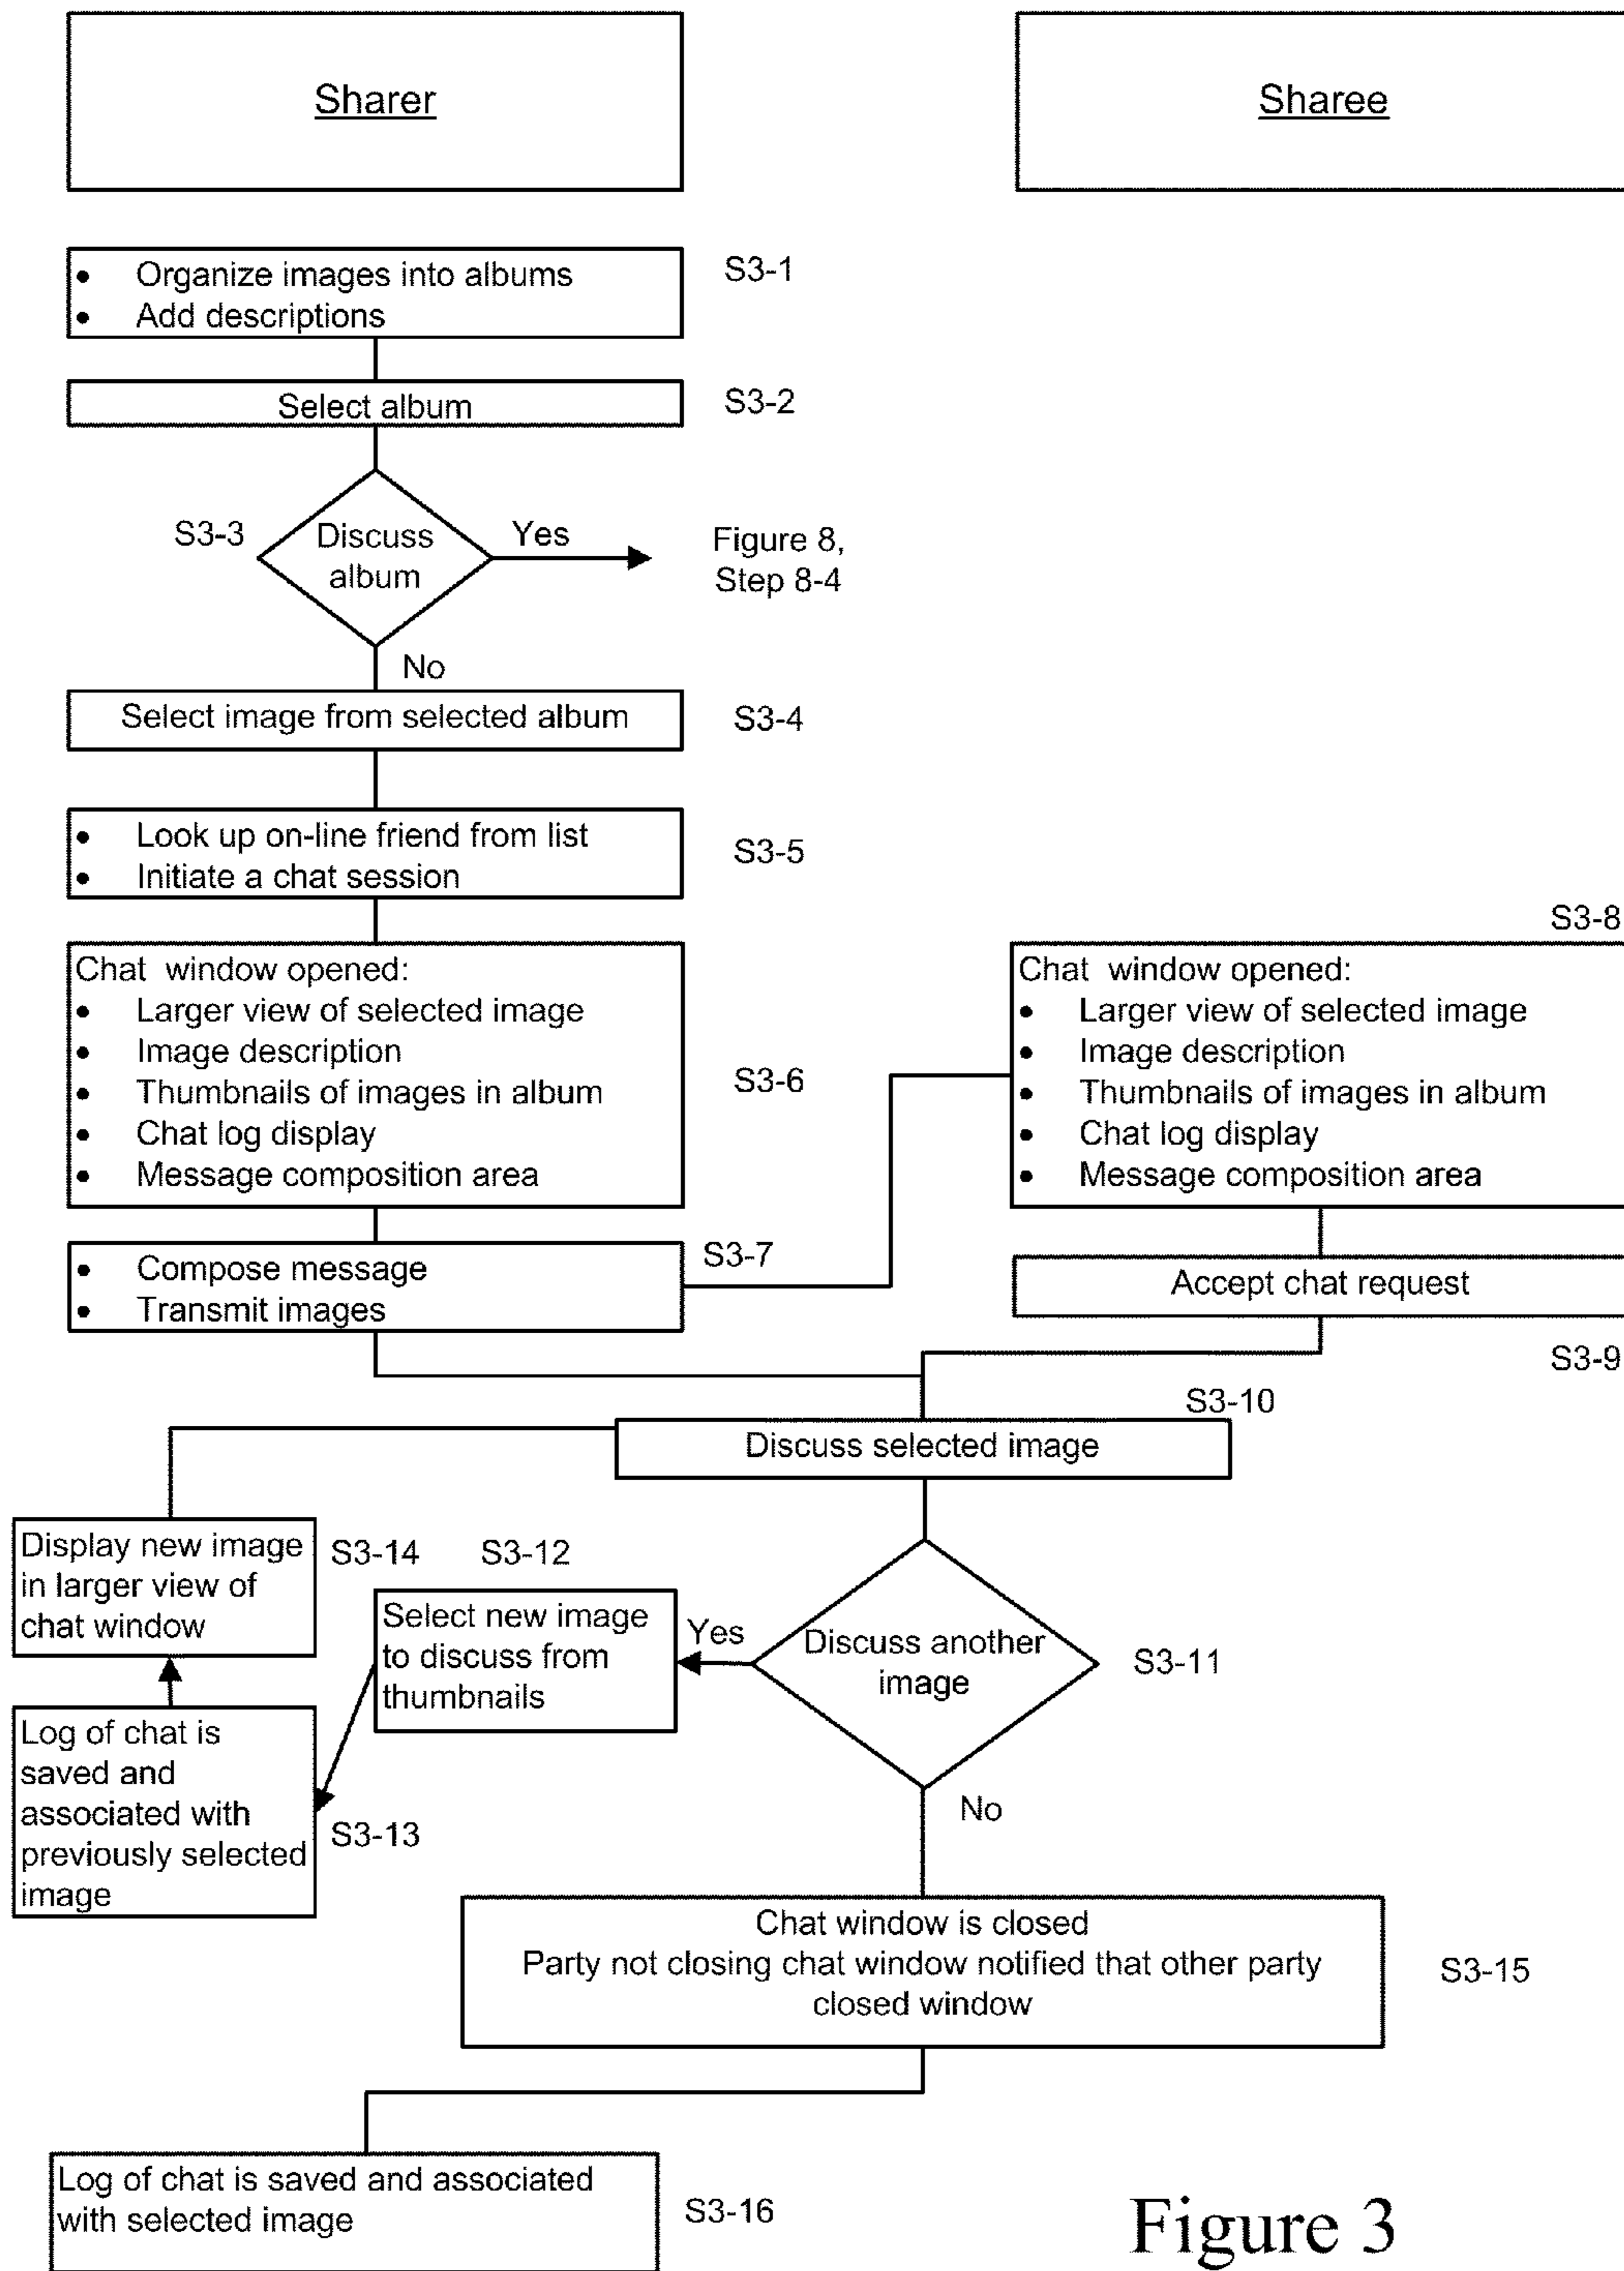 Sharer
Sharee
• Organize images into albums
• Add descriptions
S3-1
Select album
S3-2
S3-3
Discuss
album
Yes
Figure 8,
Step 8-4
No
Select image from selected album
S3-4
• Look up on-line friend from list
• Initiate a chat session
S3-5
Chat window opened:
• Larger view of selected image
• Image description
• Thumbnails of images in album
• Chat log display
• Message composition area
S3-6
S3-8
Chat window opened:
• Larger view of selected image
• Image description
• Thumbnails of images in album
• Chat log display
• Message composition area
• Compose message
• Transmit images
S3-7
Accept chat request
S3-9
S3-10
Discuss selected image
Display new image
in larger view of
chat window
S3-14
S3-12
Select new image
to discuss from
thumbnails
Yes
Discuss another
image
S3-11
Log of chat is
saved and
associated with
previously selected
image
S3-13
No
Chat window is closed
Party not closing chat window notified that other party
closed window
S3-15
Log of chat is saved and associated
with selected image
S3-16
Figure 3